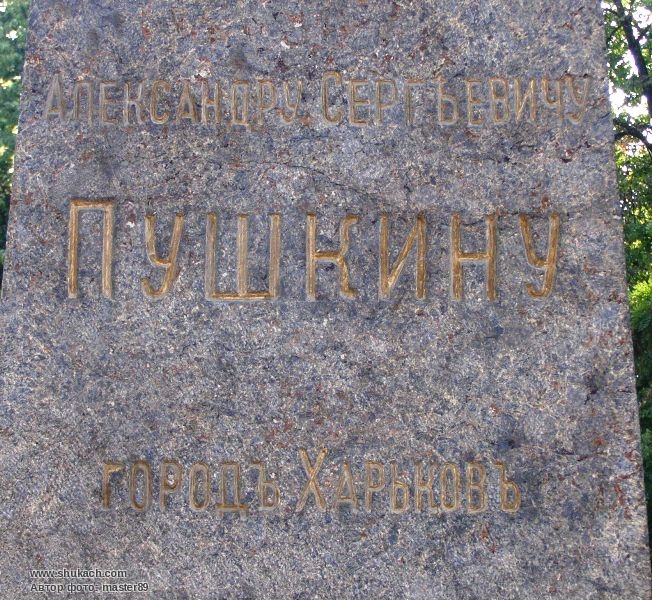 Александру Сергѣевичу
Пушкину
городъ Харьковъ
www.shukach.com
Автор фото: master89